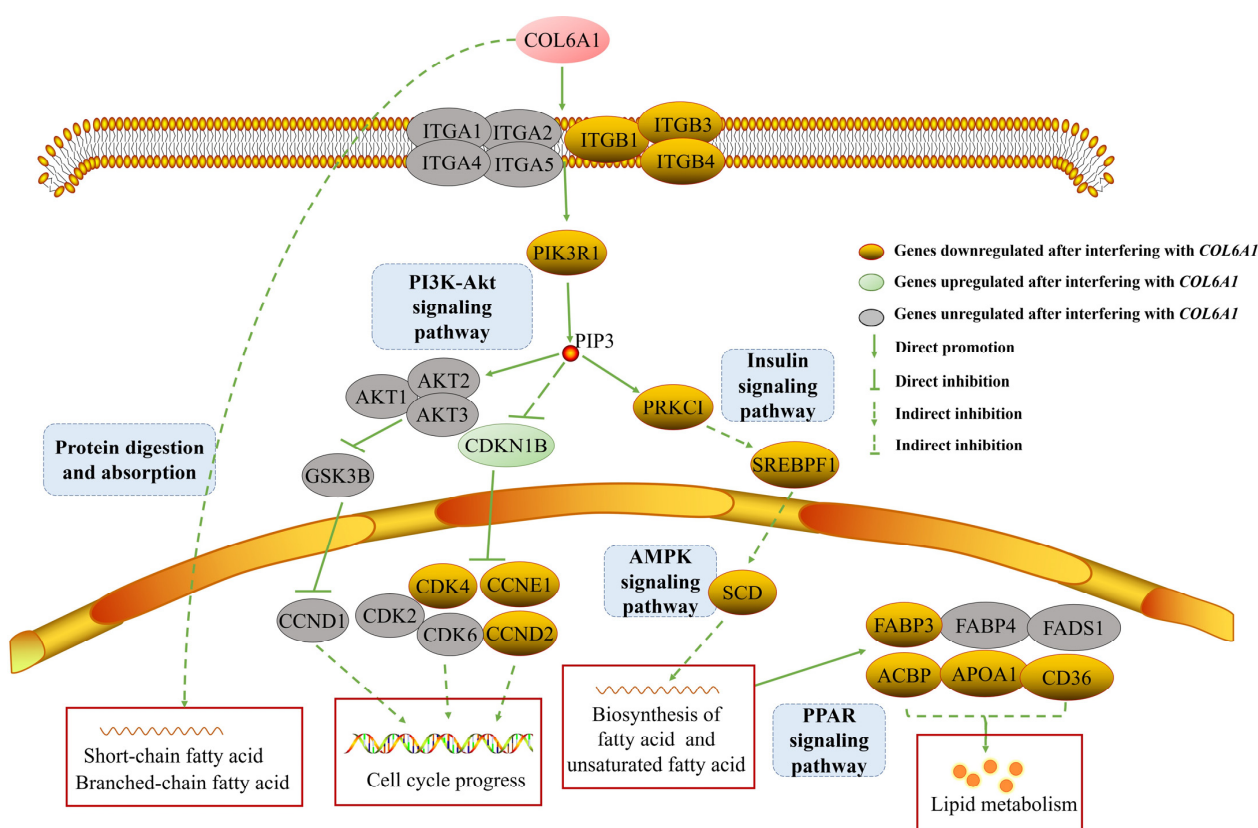 COL6A1
ITGA1
ITGA2
ITGB1
ITGB3
ITGA4
ITGA5
ITGB4
PIK3R1
Genes downregulated after interfering with COL6A1
Genes upregulated after interfering with COL6A1
Genes unregulated after interfering with COL6A1
Direct promotion
Direct inhibition
Indirect inhibition
Indirect inhibition
PI3K-Akt
signaling
pathway
PIP3
AKT1
AKT2
AKT3
CDKN1B
PRKCI
Insulin
signaling
pathway
SREBPF1
Protein digestion
and absorption
GSK3B
AMPK
signaling
pathway
SCD
CCND1
CDK2
CDK4
CCNE1
CDK6
CCND2
FABP3
FABP4
FADS1
ACBP
APOA1
CD36
PPAR
signaling
pathway
Short-chain fatty acid
Branched-chain fatty acid
Cell cycle progress
Biosynthesis of
fatty acid and
unsaturated fatty acid
Lipid metabolism